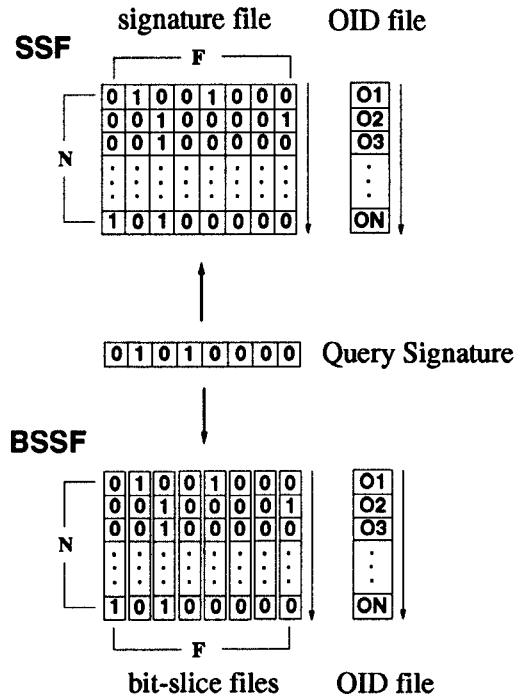 signature file OID file
SSF
F
0 1 0 0 1 0 0 0 O1
0 0 1 0 0 0 0 1 O2
0 0 1 0 0 0 0 0 O3
N
1 0 1 0 0 0 0 0 ON
0 1 0 1 0 0 0 0 Query Signature
BSSF
0 1 0 0 1 0 0 0 O1
0 0 1 0 0 0 0 1 O2
0 0 1 0 0 0 0 0 O3
N
1 0 1 0 0 0 0 0 ON
F
bit-slice files OID file